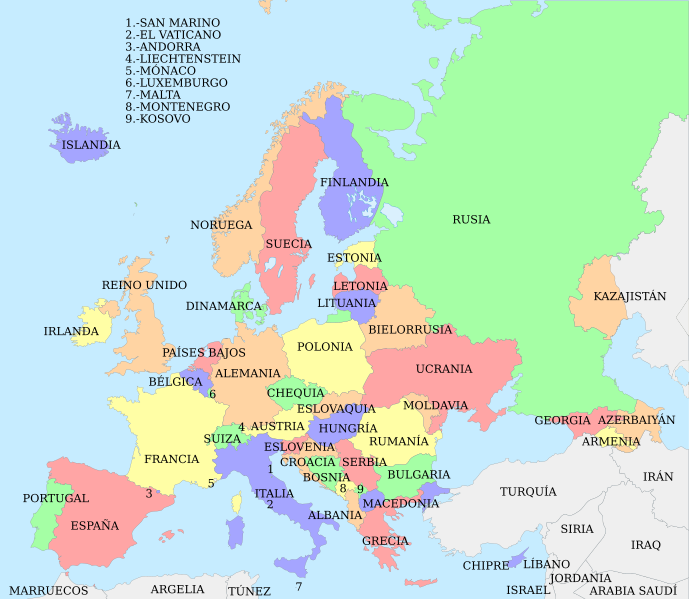 1.-SAN MARINO
2.-EL VATICANO
3.-ANDORRA
4.-LIECHTENSTEIN
5.-MÓNACO
6.-LUXEMBURGO
7.-MALTA
8.-MONTENEGRO
9.-KOSOVO
ISLANDIA
FINLANDIA
RUSIA
NORUEGA
SUECIA
ESTONIA
REINO UNIDO
LETONIA
KAZAJISTÁN
DINAMARCA
LITUANIA
IRLANDA
BIELORRUSIA
POLONIA
PAÍSES BAJOS
UCRANIA
ALEMANIA
BÉLGICA
6
CHEQUIA
ESLOVAQUIA
MOLDAVIA
GEORGIA
AZERBAIYÁN
4
AUSTRIA
HUNGRÍA
SUIZA
RUMANÍA
ARMENIA
ESLOVENIA
FRANCIA
CROACIA
SERBIA
1
BOSNIA
BULGARIA
IRÁN
5
8
9
3
ITALIA
TURQUÍA
PORTUGAL
2
MACEDONIA
ALBANIA
ESPAÑA
SIRIA
GRECIA
IRAQ
CHIPRE
LÍBANO
JORDANIA
7
MARRUECOS
ARGELIA
TÚNEZ
ISRAEL
ARABIA SAUDÍ